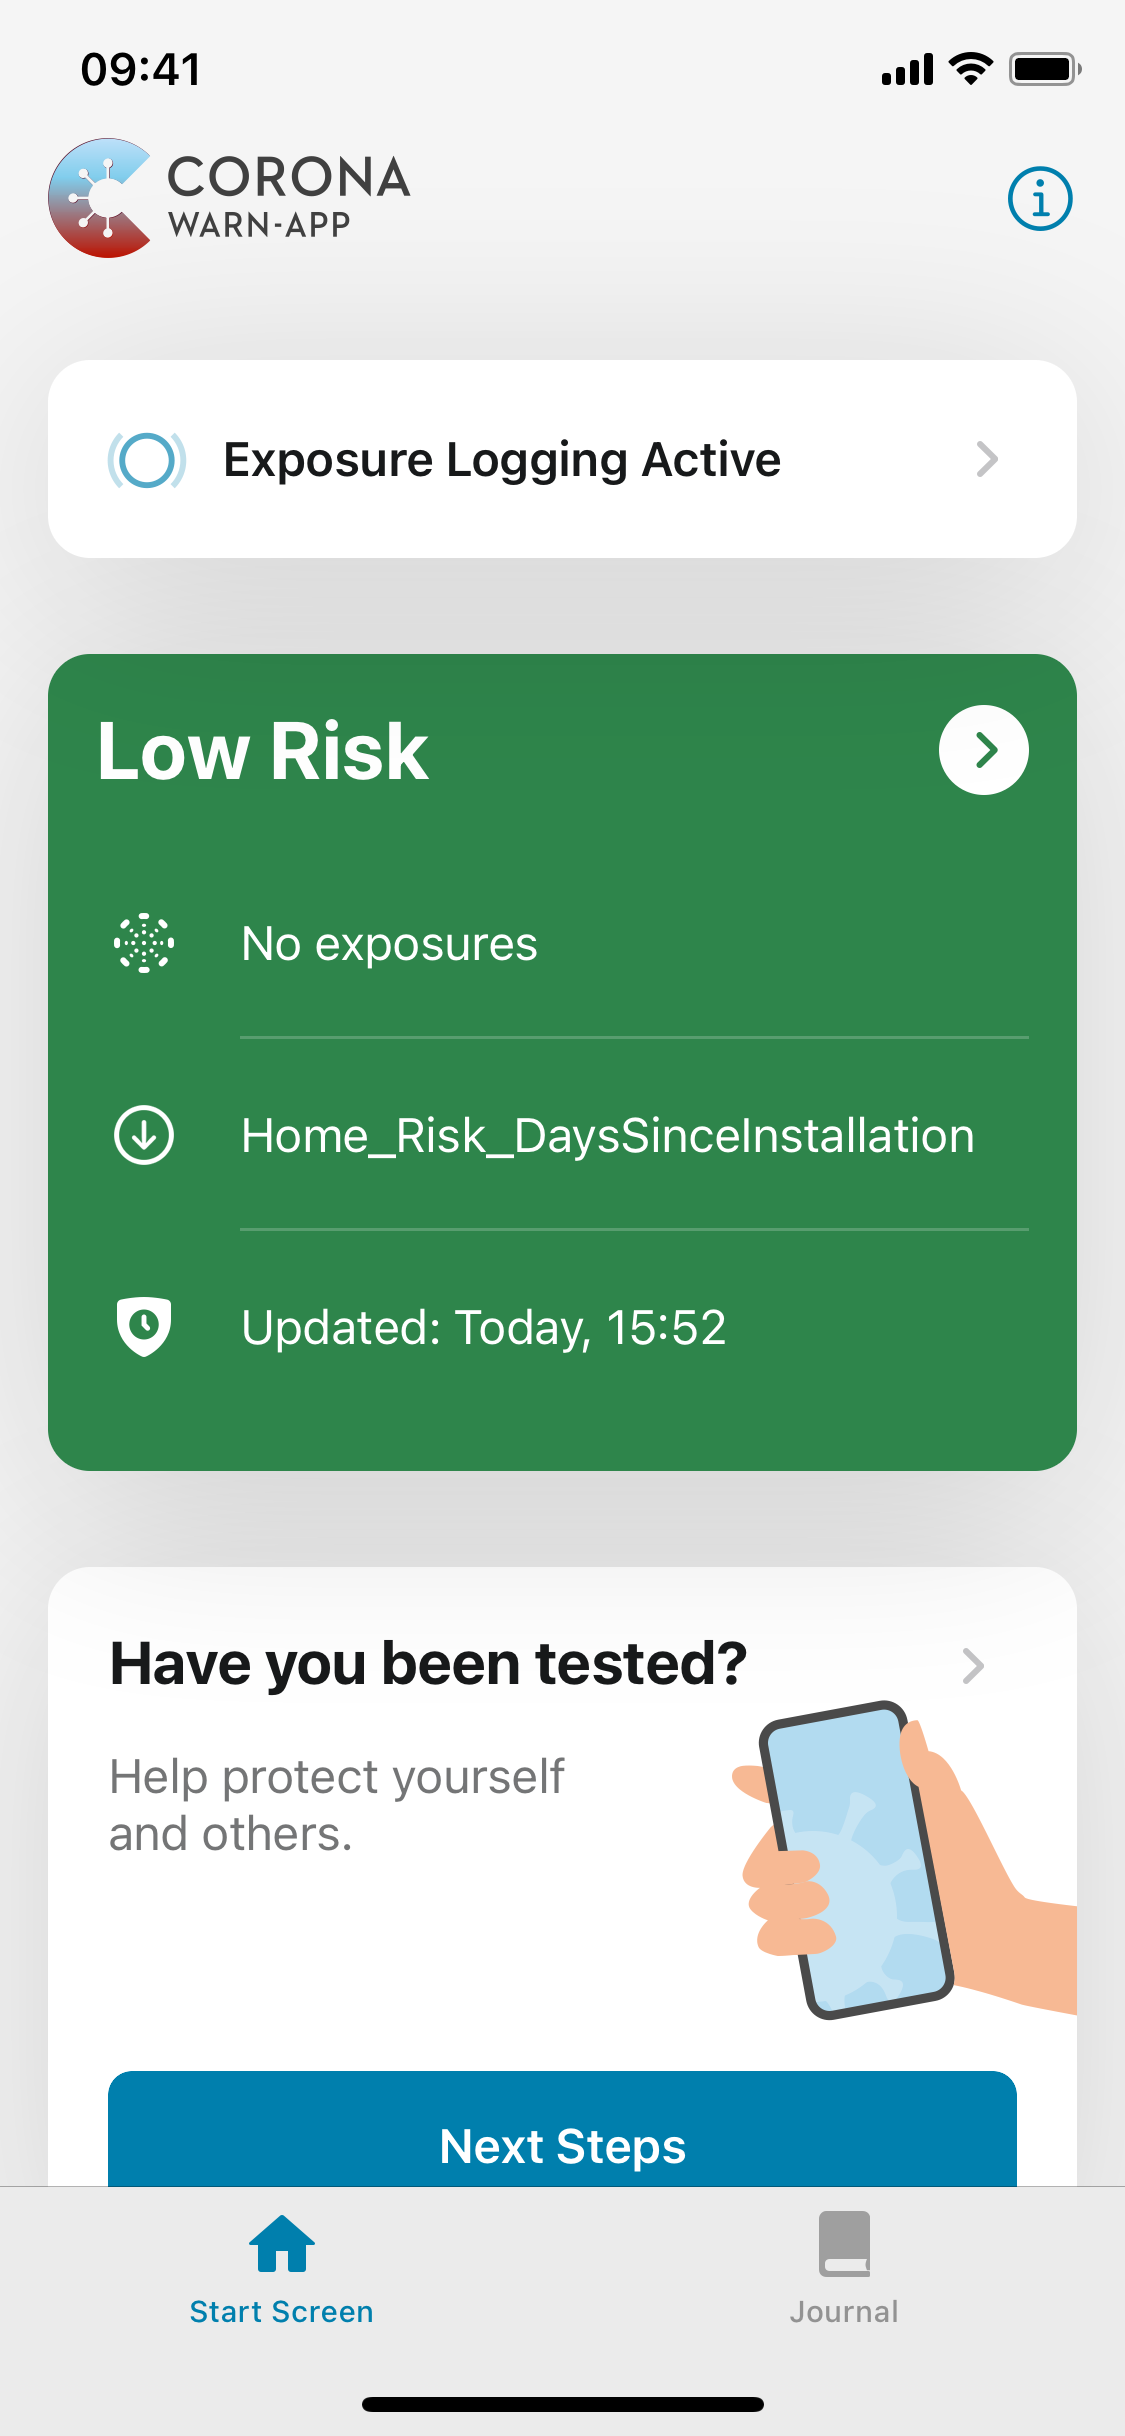 09:41
CORONA
WARN-APP
Exposure Logging Active
Low Risk
No exposures
Home_Risk_DaysSinceInstallation
Updated: Today, 15:52
Have you been tested?
Help protect yourself
and others.
Next Steps
Start Screen
Journal